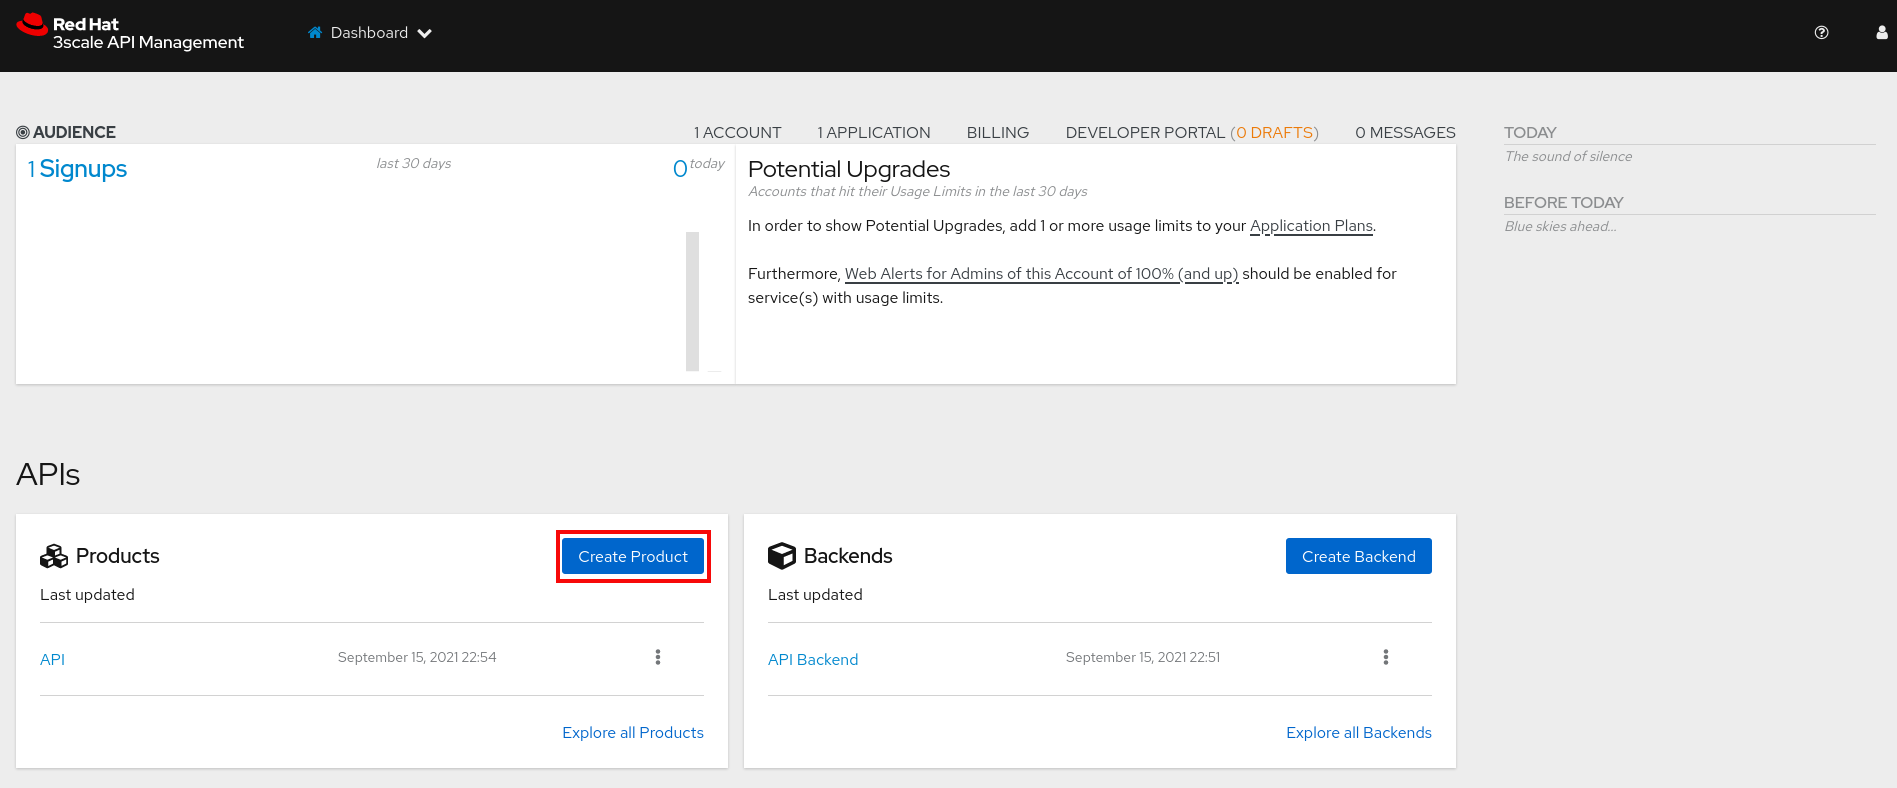 Red Hat
3scale API Management
Dashboard
AUDIENCE
1 ACCOUNT 1 APPLICATION BILLING DEVELOPER PORTAL (0 DRAFTS) 0 MESSAGES
1 Signups last 30 days 0 today
Potential Upgrades
Accounts that hit their Usage Limits in the last 30 days
In order to show Potential Upgrades, add 1 or more usage limits to your Application Plans.
Furthermore, Web Alerts for Admins of this Account of 100% (and up) should be enabled for
service(s) with usage limits.
TODAY
The sound of silence
BEFORE TODAY
Blue skies ahead...
APIs
Products Create Product
Last updated
API September 15, 2021 22:54
Explore all Products
Backends Create Backend
Last updated
API Backend September 15, 2021 22:51
Explore all Backends